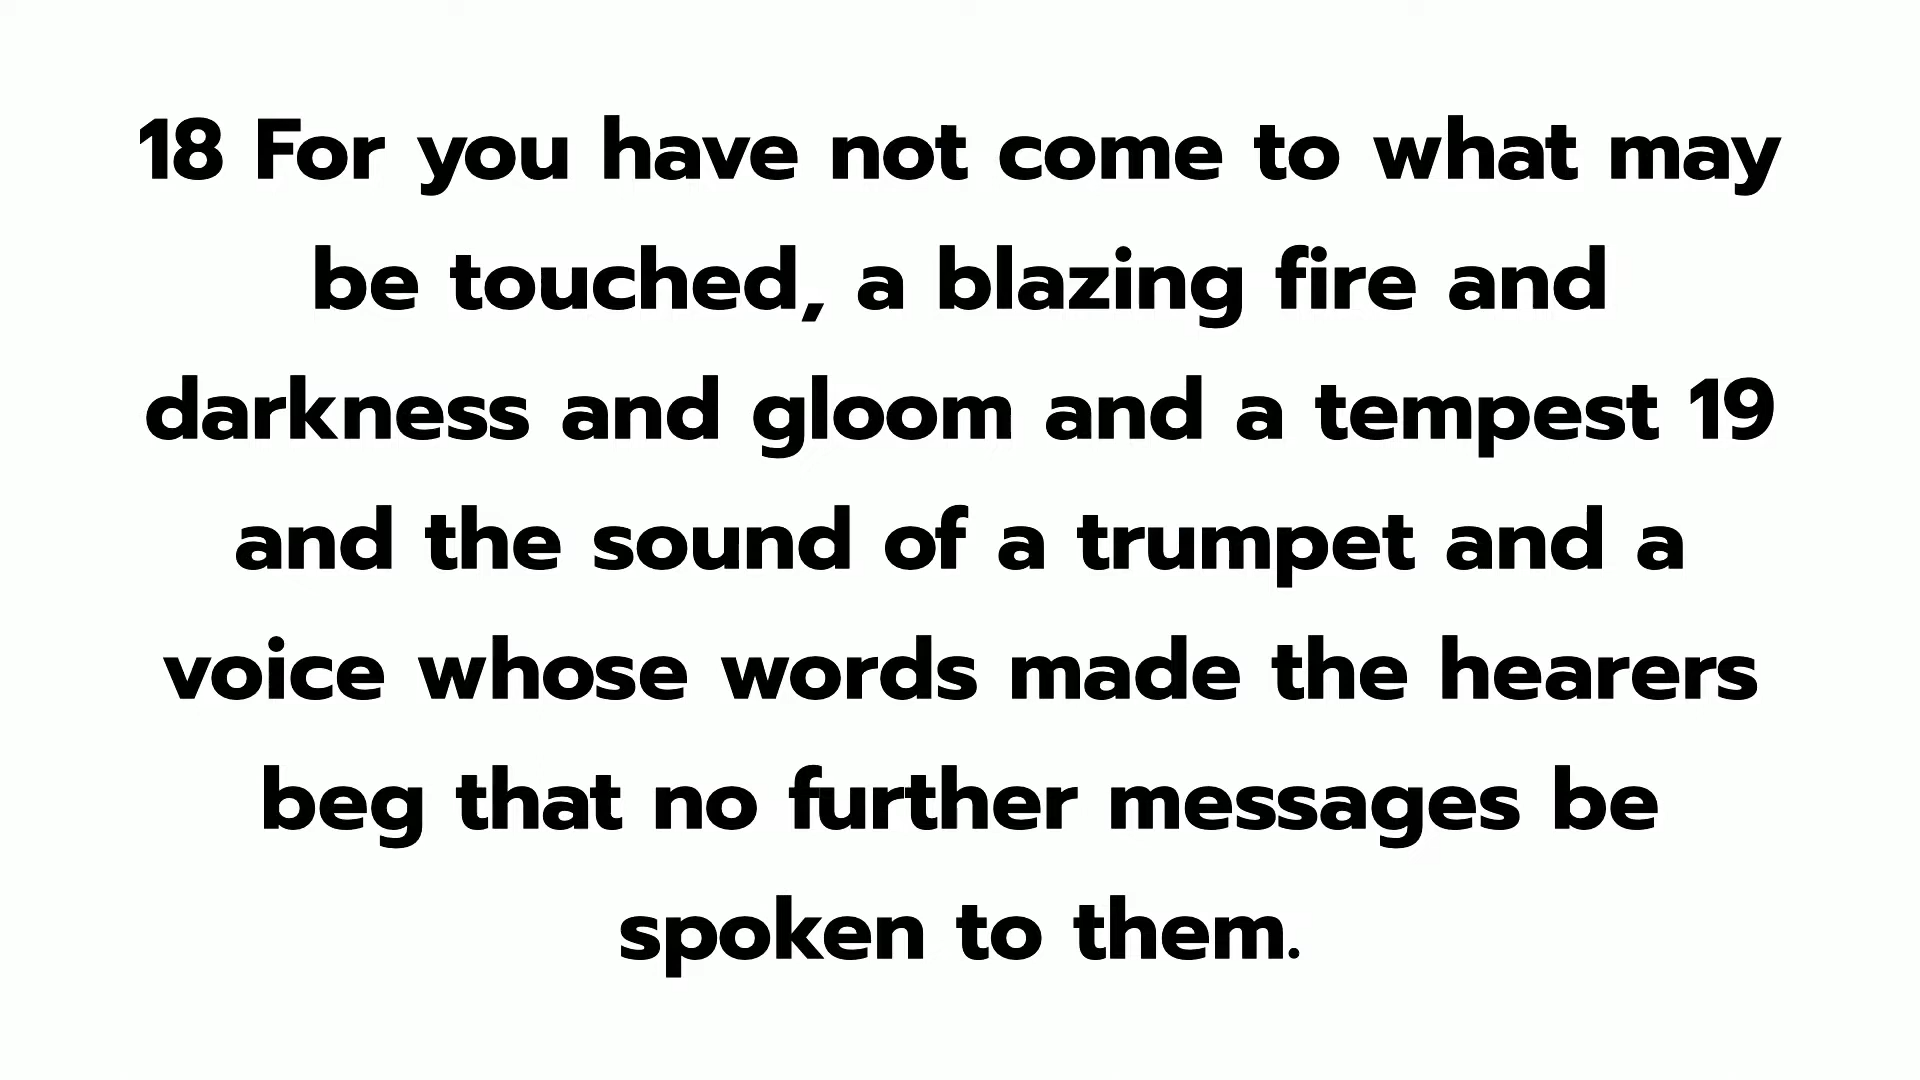 18 For you have not come to what may
be touched, a blazing fire and
darkness and gloom and a tempest 19
and the sound of a trumpet and a
voice whose words made the hearers
beg that no further messages be
spoken to them.